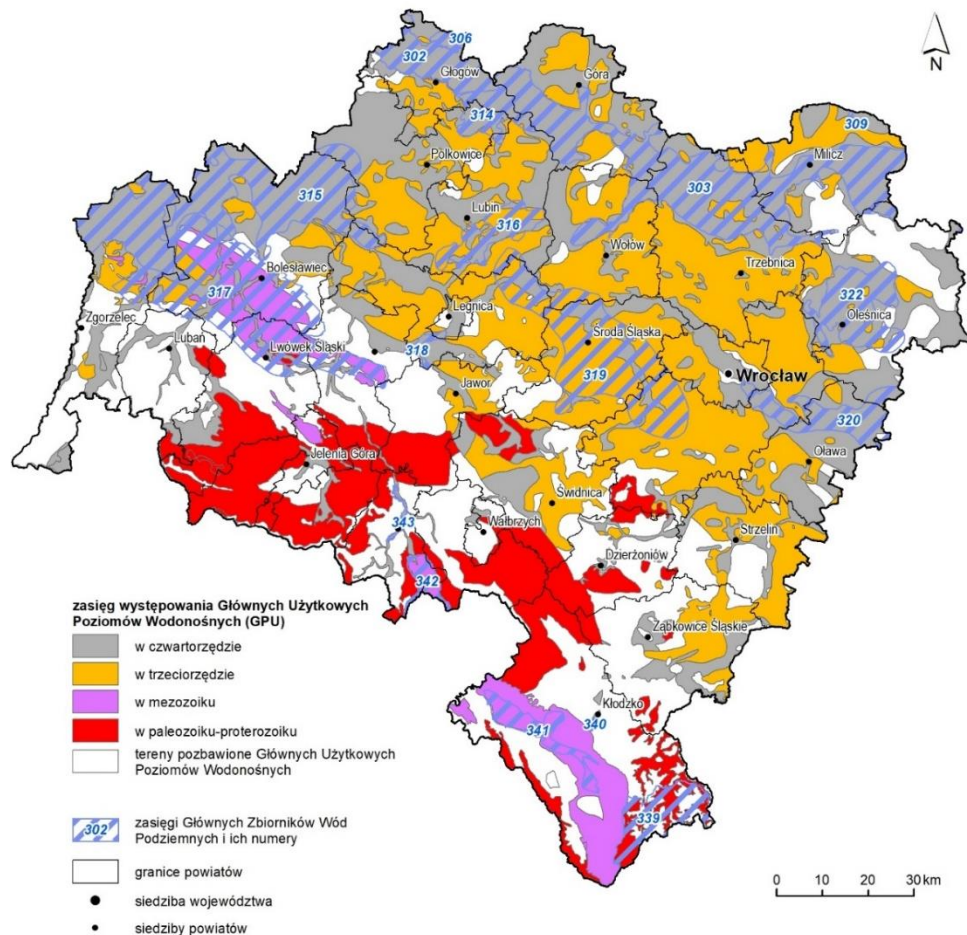 306
302
Głogów
Góra
N
314
309
Polkowice
Milicz
303
315
Lubin
316
Wołów
Trzebnica
Bolesławiec
322
317
Legnica
Oleśnica
Zgorzelec
Środa Śląska
Lubań
Lwówek Śląski
318
319
Wrocław
Jawor
320
Jelenia Góra
Oława
Świdnica
343
Wałbrzych
Strzelin
Dzierżoniów
342
Ząbkowice Śląskie
Kłodzko
341
340
339
zasięg występowania Głównych Użytkowych
Poziomów Wodonośnych (GPU)
w czwartorzędzie
w trzeciorzędzie
w mezozoiku
w paleozoiku-proterozoiku
tereny pozbawione Głównych Użytkowych
Poziomów Wodonośnych
302
zasięgi Głównych Zbiorników Wód
Podziemnych i ich numery
granice powiatów
siedziba województwa
siedziby powiatów
0 10 20 30 km